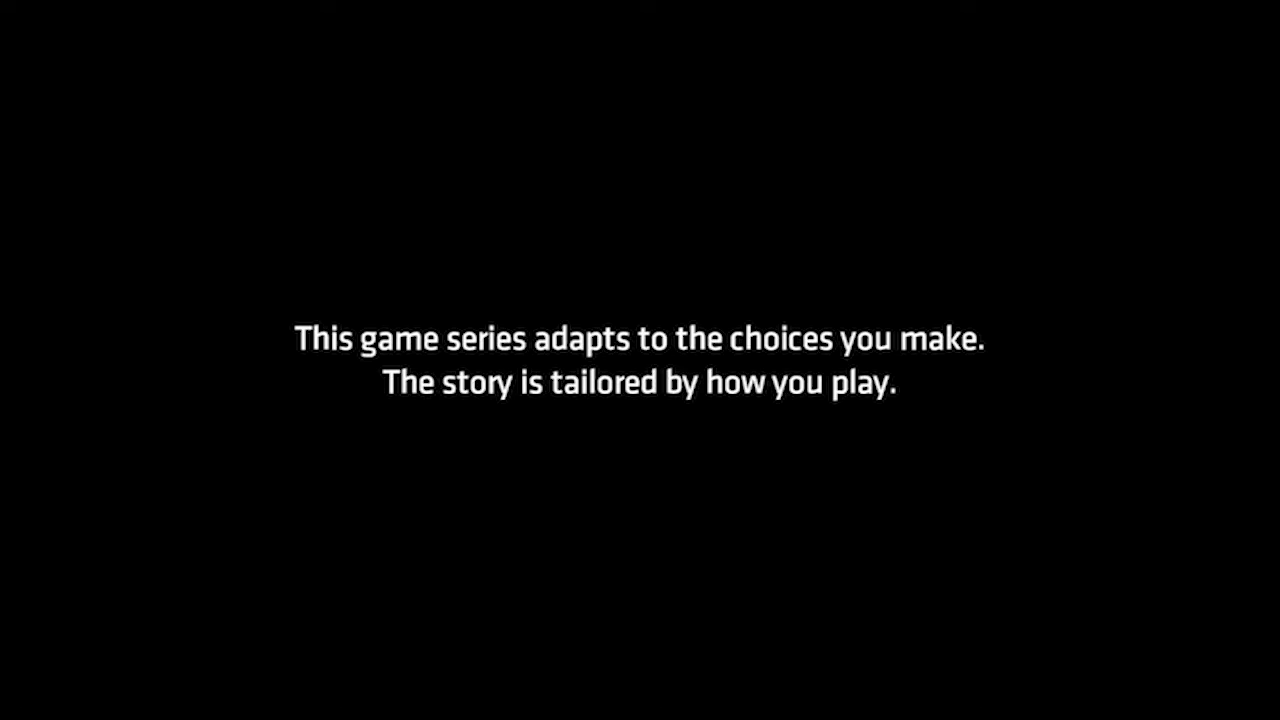 This game series adapts to the choices you make.
The story is tailored by how you play.